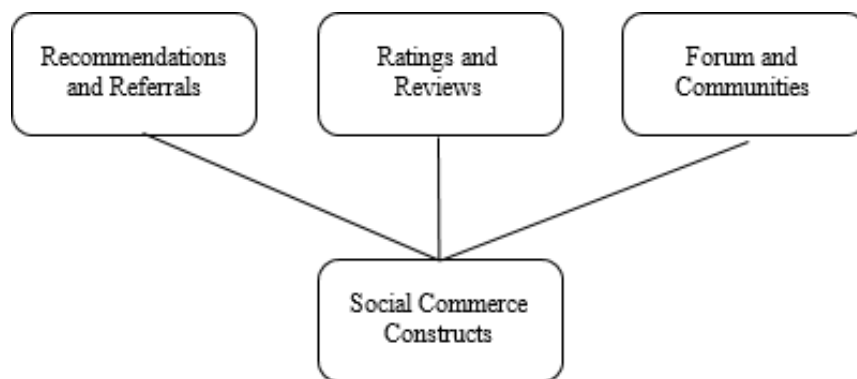 Recommendations
and Referrals
Ratings and
Reviews
Forum and
Communities
Social Commerce
Constructs